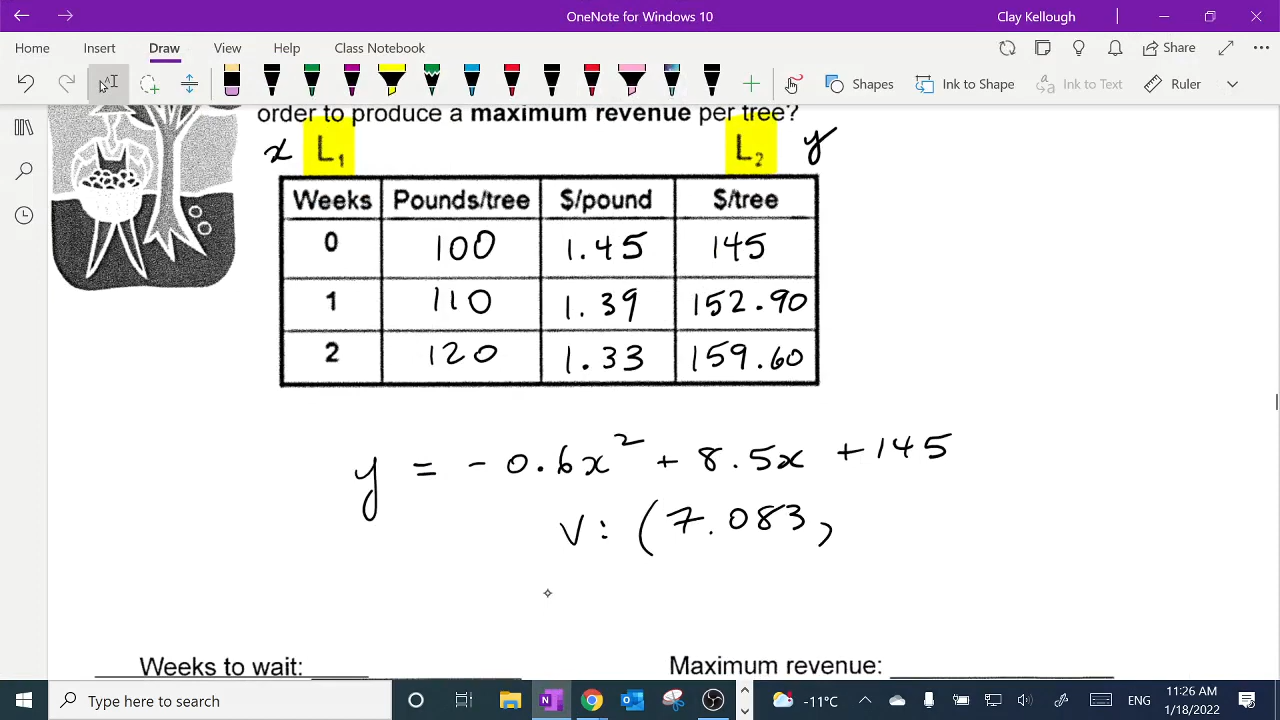 OneNote for Windows 10
Clay Kellough
Home Insert Draw View Help Class Notebook Share
Shapes Ink to Shape Ink to Text Ruler
order to produce a maximum revenue per tree?
x L₁ L₂ y
Weeks Pounds/tree $/pound $/tree
0 100 1.45 145
1 110 1.39 152.90
2 120 1.33 159.60
y = -0.6x² + 8.5x + 145
V: (7.083,
Weeks to wait: Maximum revenue:
Type here to search
-11°C
ENG
11:26 AM
1/18/2022